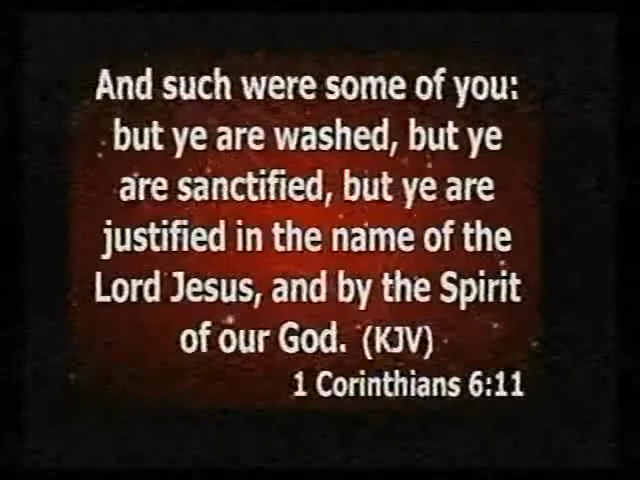 And such were some of you:
but ye are washed, but ye
are sanctified, but ye are
justified in the name of the
Lord Jesus, and by the Spirit
of our God. (KJV)
1 Corinthians 6:11